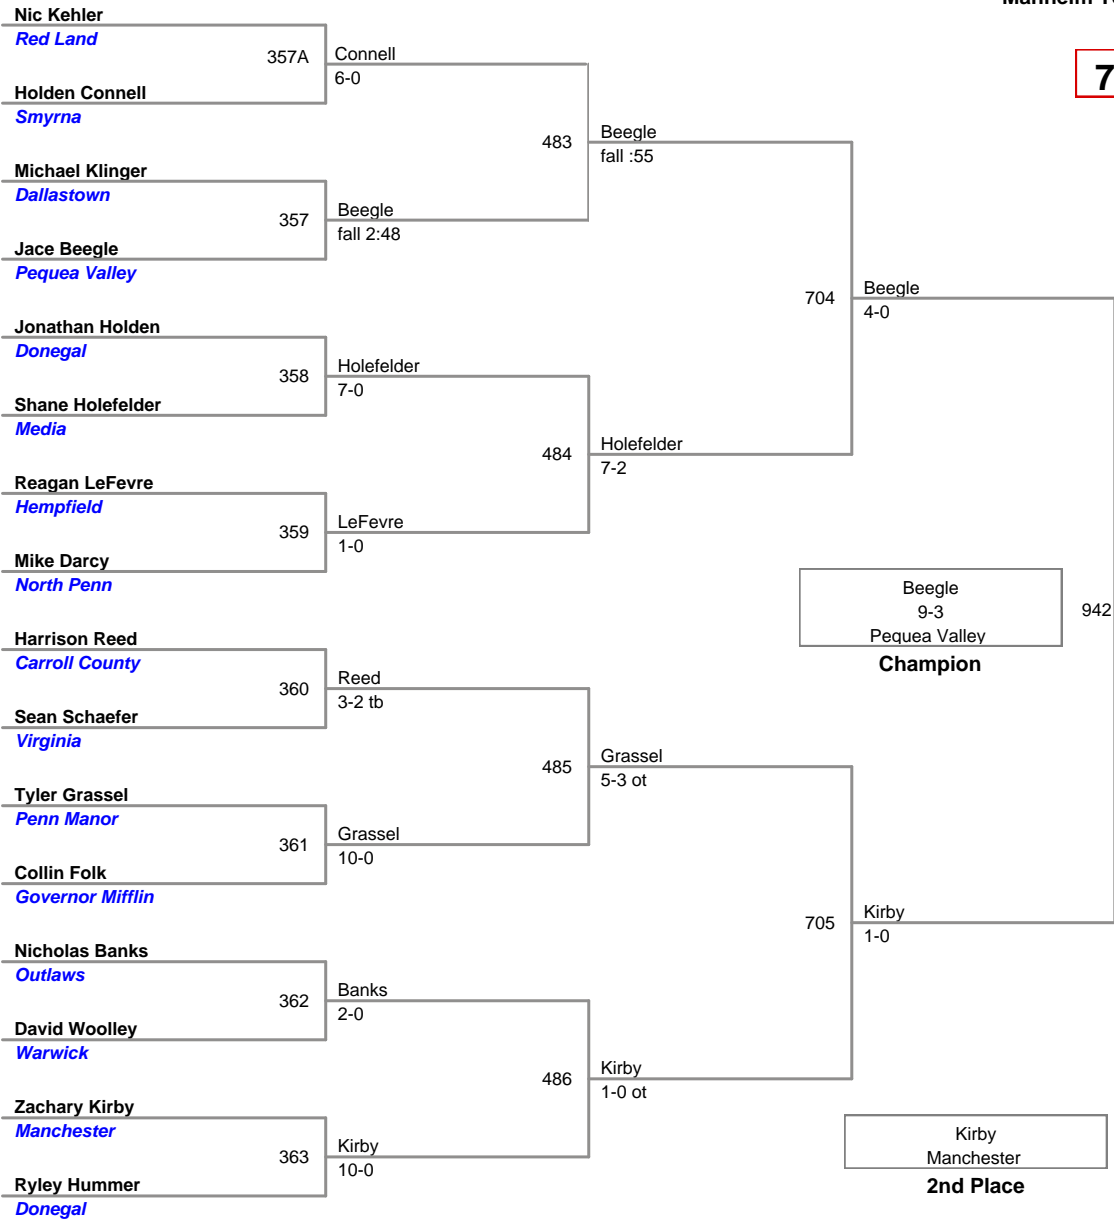 Nic Kehler
Red Land
357A
Connell
6-0
Holden Connell
Smyrna
483
Beegle
fall :55
Michael Klinger
Dallastown
357
Beegle
fall 2:48
Jace Beegle
Pequea Valley
704
Beegle
4-0
Jonathan Holden
Donegal
358
Holefelder
7-0
Shane Holefelder
Media
484
Holefelder
7-2
Reagan LeFevre
Hempfield
359
LeFevre
1-0
Mike Darcy
North Penn
Beegle
9-3
Pequea Valley
Champion
942
Harrison Reed
Carroll County
360
Reed
3-2 tb
Sean Schaefer
Virginia
485
Grassel
5-3 ot
Tyler Grassel
Penn Manor
361
Grassel
10-0
Collin Folk
Governor Mifflin
705
Kirby
1-0
Nicholas Banks
Outlaws
362
Banks
2-0
David Woolley
Warwick
486
Kirby
1-0 ot
Zachary Kirby
Manchester
363
Kirby
10-0
Ryley Hummer
Donegal
Kirby
Manchester
2nd Place
7